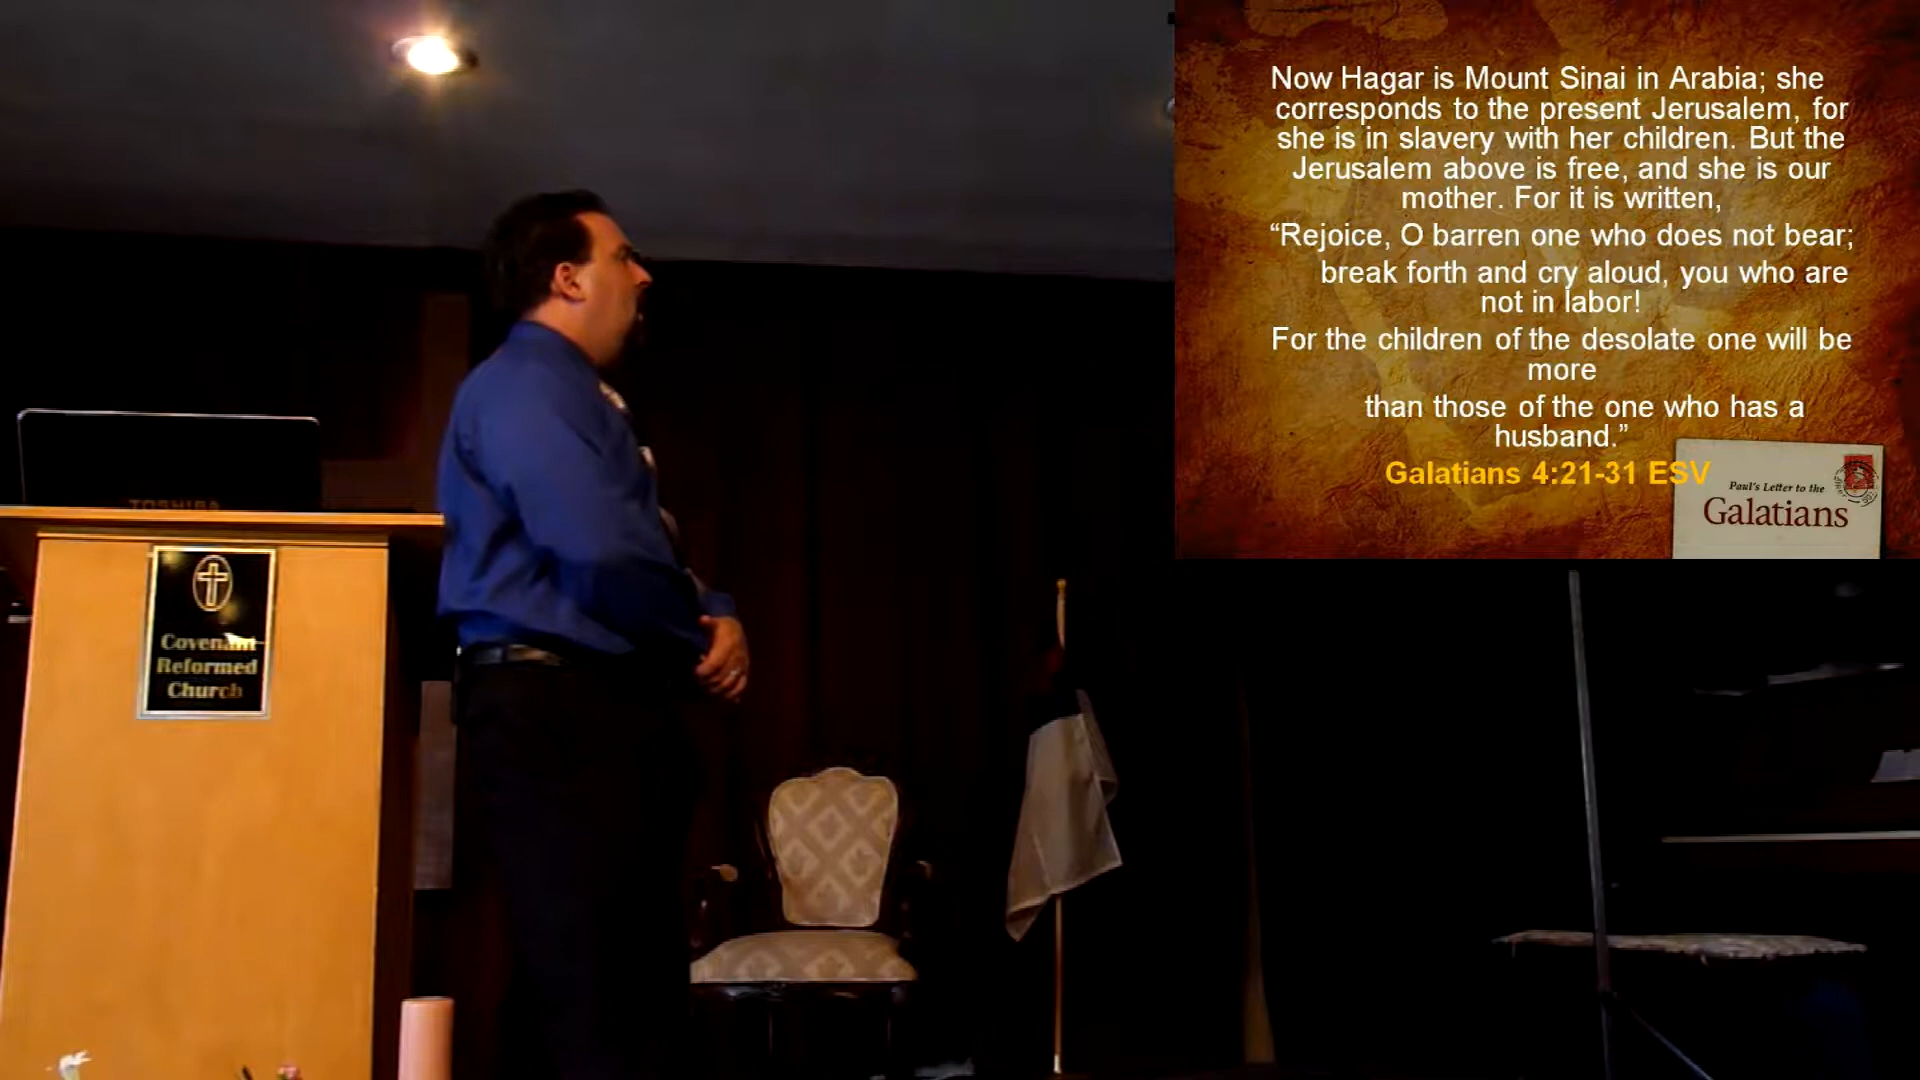 Now Hagar is Mount Sinai in Arabia; she
corresponds to the present Jerusalem, for
she is in slavery with her children. But the
Jerusalem above is free, and she is our
mother. For it is written,
“Rejoice, O barren one who does not bear;
break forth and cry aloud, you who are
not in labor!
For the children of the desolate one will be
more
than those of the one who has a
husband.”
Galatians 4:21-31 ESV
Paul's Letter to the
Galatians
TOSHIBA
Covenant
Reformed
Church